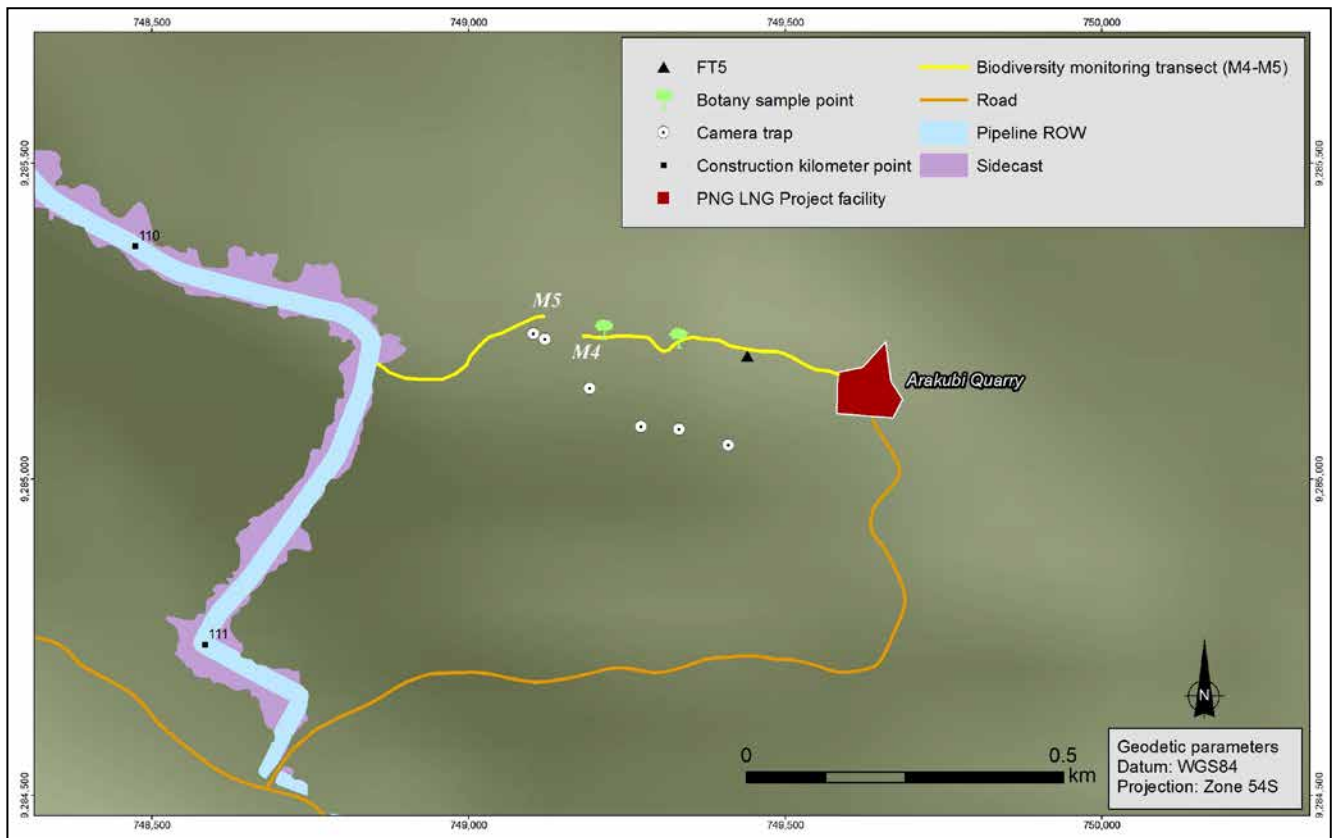 748,500
749,000
749,500
750,000
FT5
Botany sample point
Camera trap
Construction kilometer point
PNG LNG Project facility
Biodiversity monitoring transect (M4-M5)
Road
Pipeline ROW
Sidecast
9,285,500
9,285,500
110
M5
M4
Arakubi Quarry
9,285,000
9,285,000
111
N
0
0.5
km
Geodetic parameters
Datum: WGS84
Projection: Zone 54S
9,284,500
9,284,500
748,500
749,000
749,500
750,000